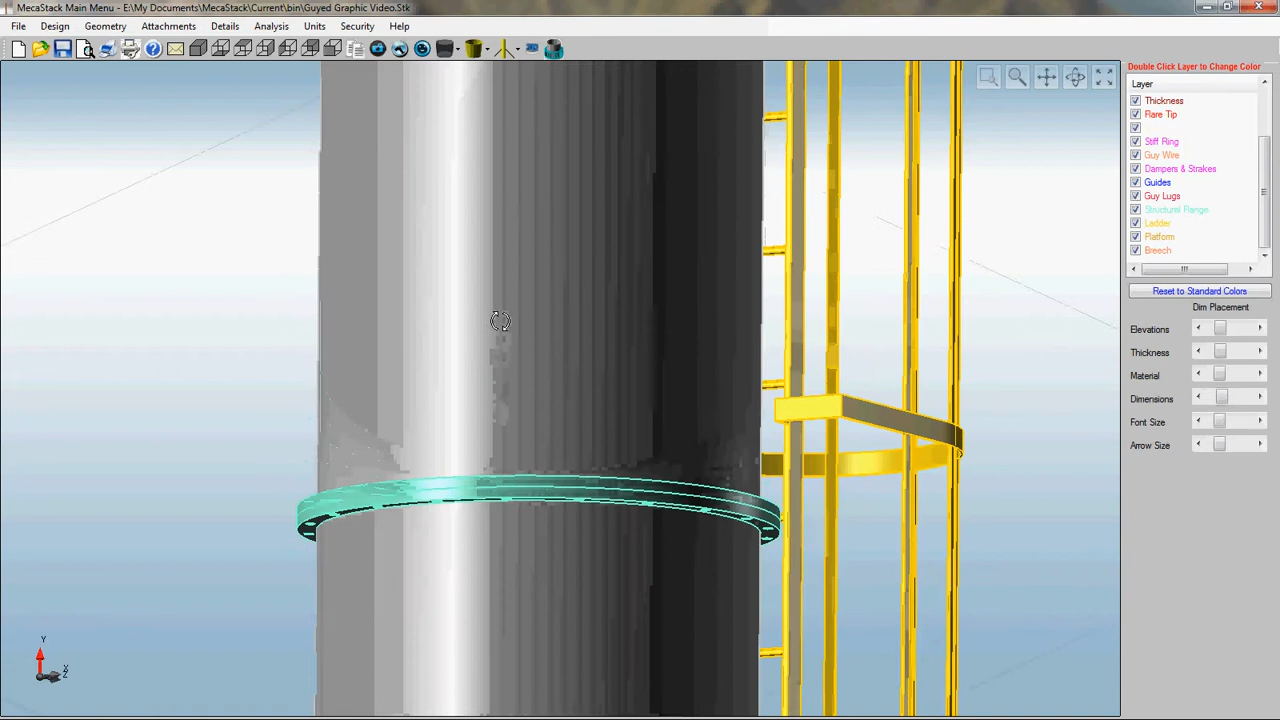 MecaStack Main Menu - E:\My Documents\MecaStack\Current\bin\Guyed Graphic Video.Stk
File Design Geometry Attachments Details Analysis Units Security Help
Double Click Layer to Change Color
Layer
Thickness
Flare Tip
Stiff Ring
Guy Wire
Dampers & Strakes
Guides
Guy Lugs
Structural Flange
Ladder
Platform
Breech
Reset to Standard Colors
Dim Placement
Elevations
Thickness
Material
Dimensions
Font Size
Arrow Size
Y
X
Z